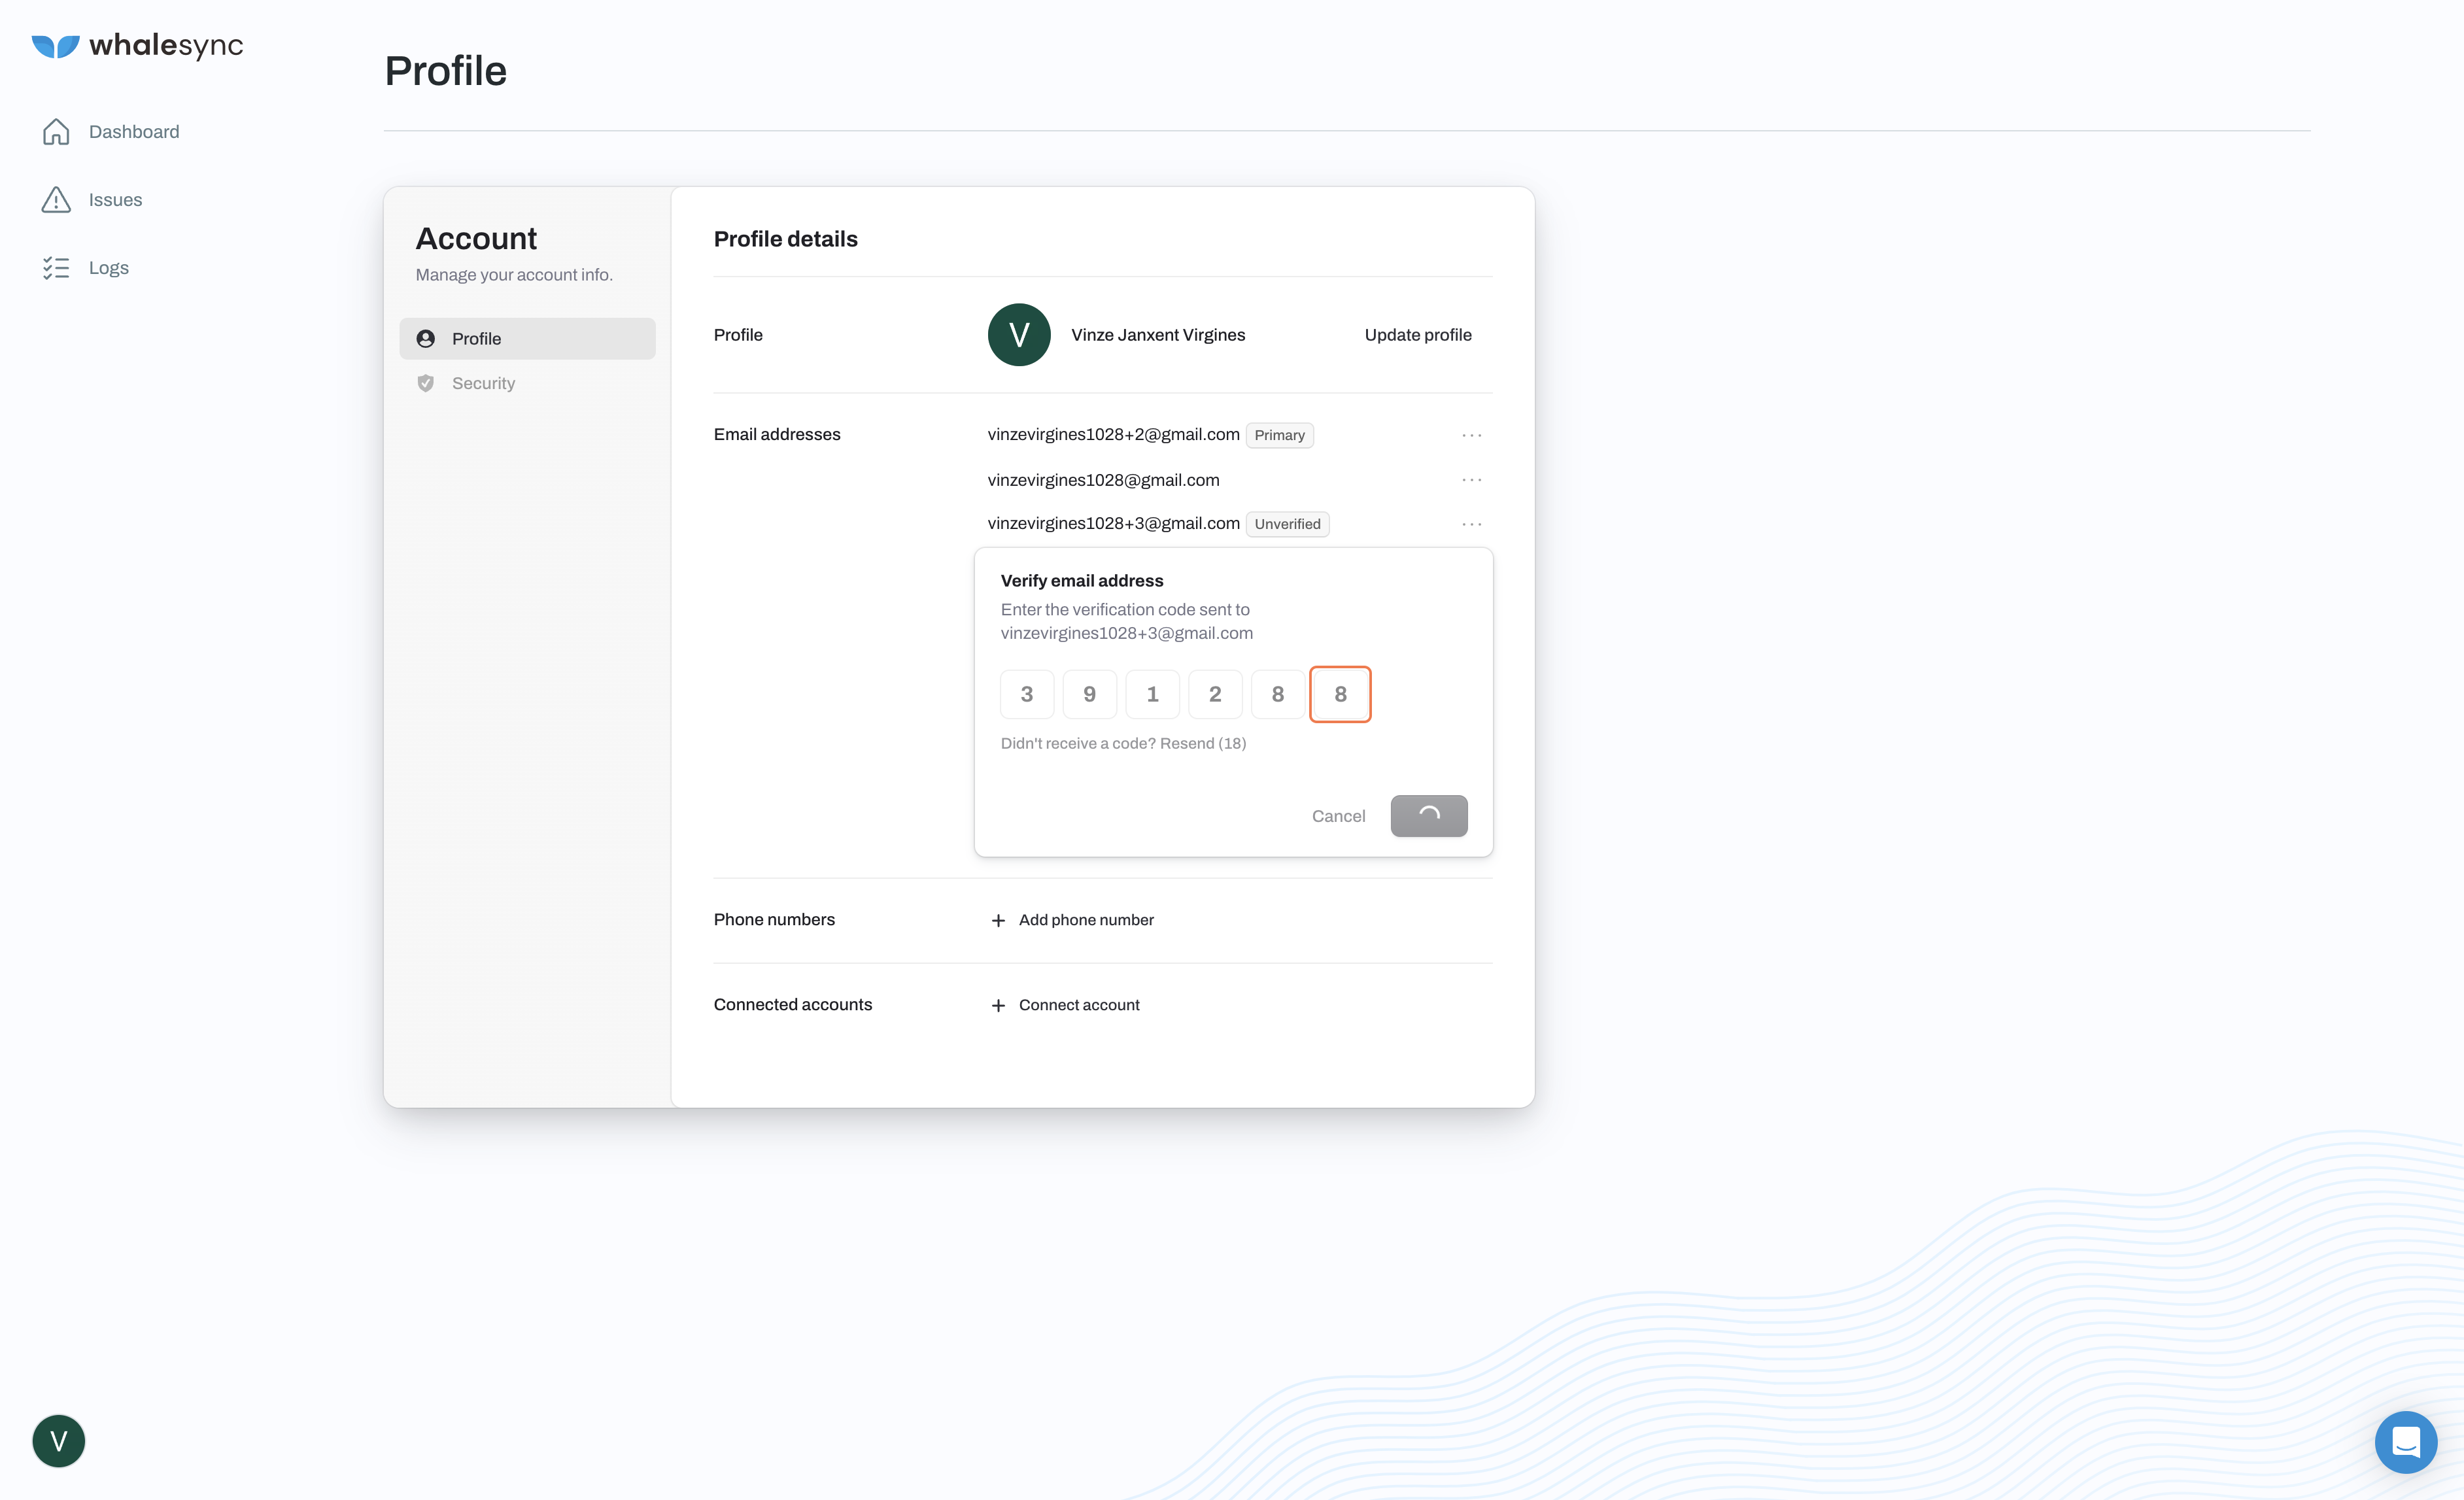 whalesync
Dashboard
Issues
Logs
Profile
Account
Manage your account info.
Profile
Security
Profile details
Profile
V
Vinze Janxent Virgines
Update profile
Email addresses
vinzevirgines1028+2@gmail.com Primary
vinzevirgines1028@gmail.com
vinzevirgines1028+3@gmail.com Unverified
Verify email address
Enter the verification code sent to
vinzevirgines1028+3@gmail.com
3 9 1 2 8 8
Didn't receive a code? Resend (18)
Cancel
Phone numbers
+ Add phone number
Connected accounts
+ Connect account
V